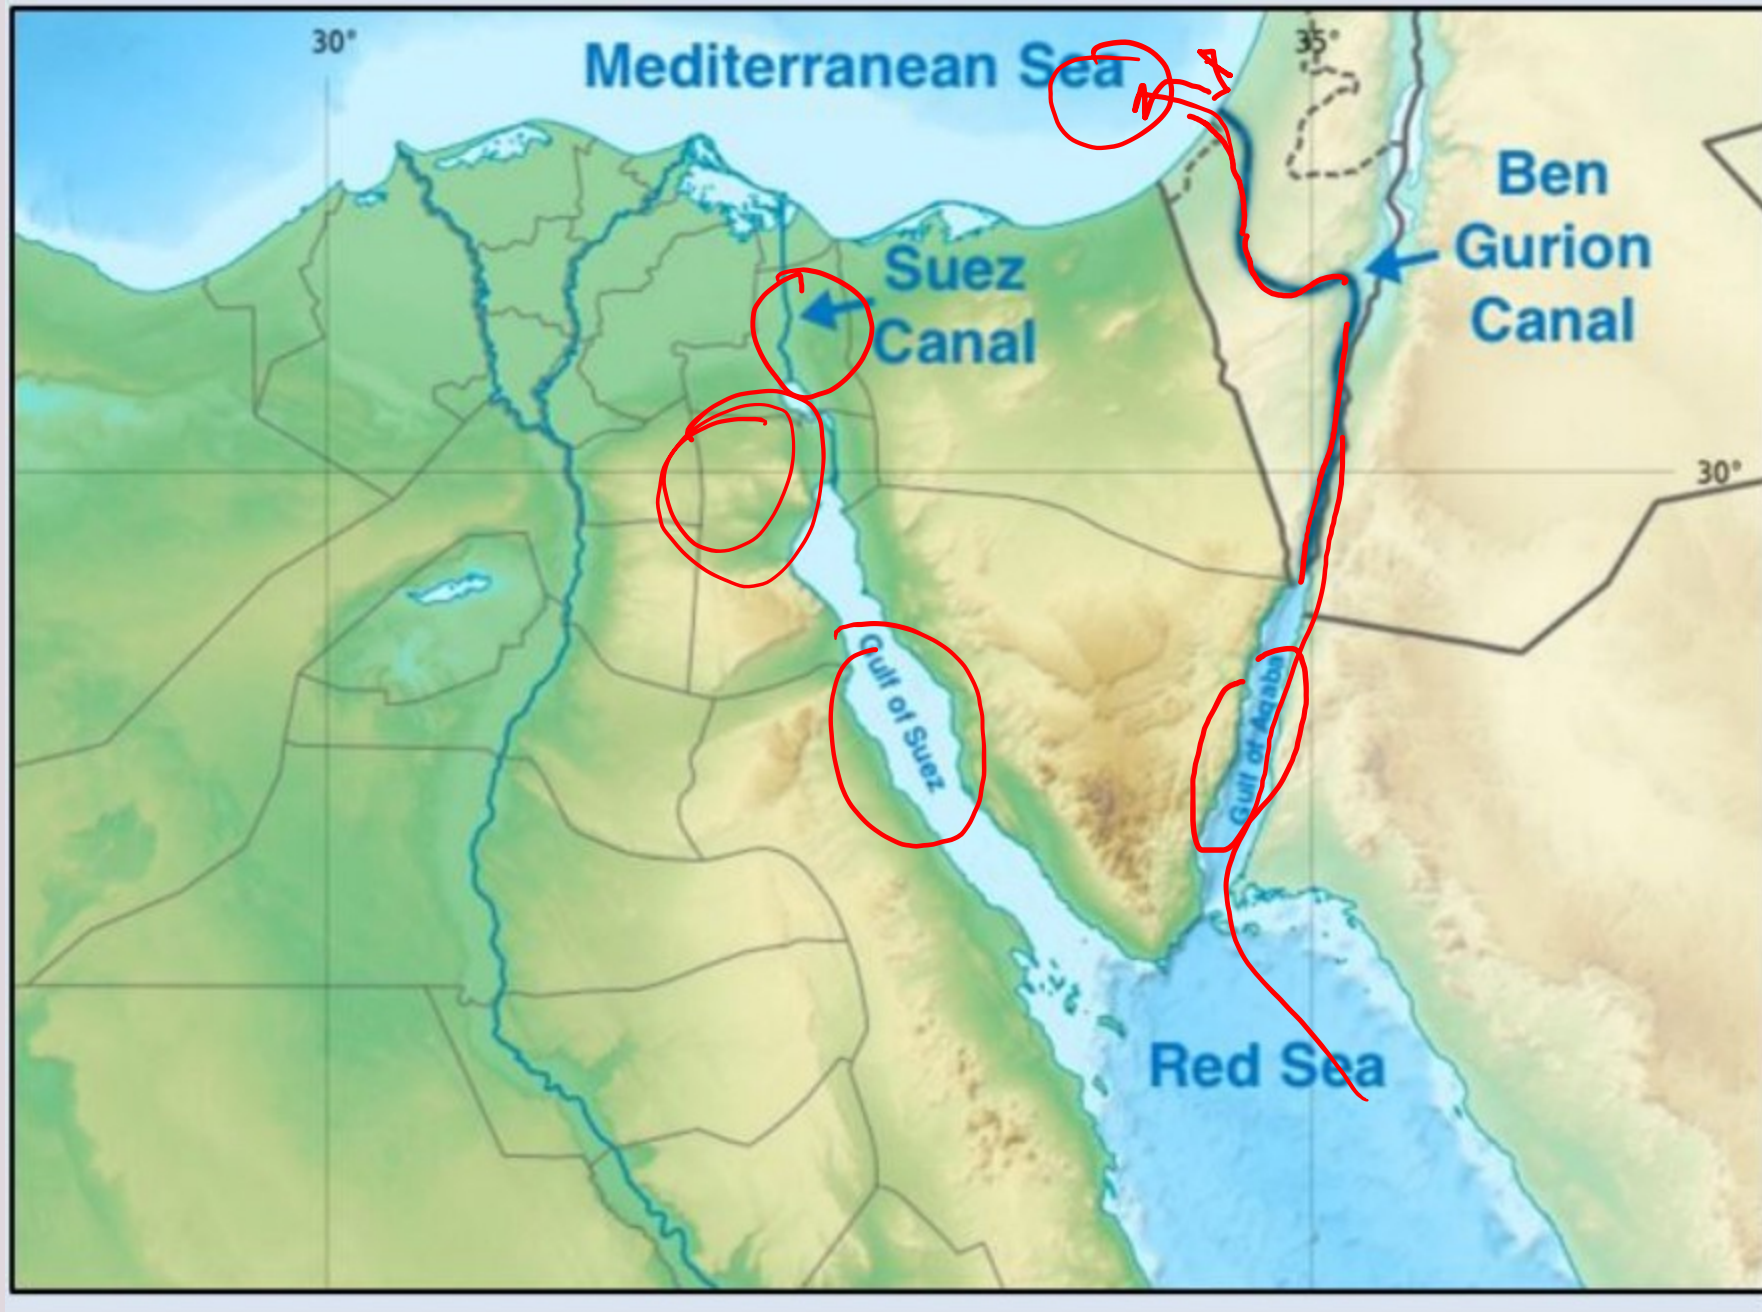 30°
35°
Mediterranean Sea
Ben
Gurion
Canal
Suez
Canal
30°
Gulf of Suez
Gulf of Aqaba
Red Sea